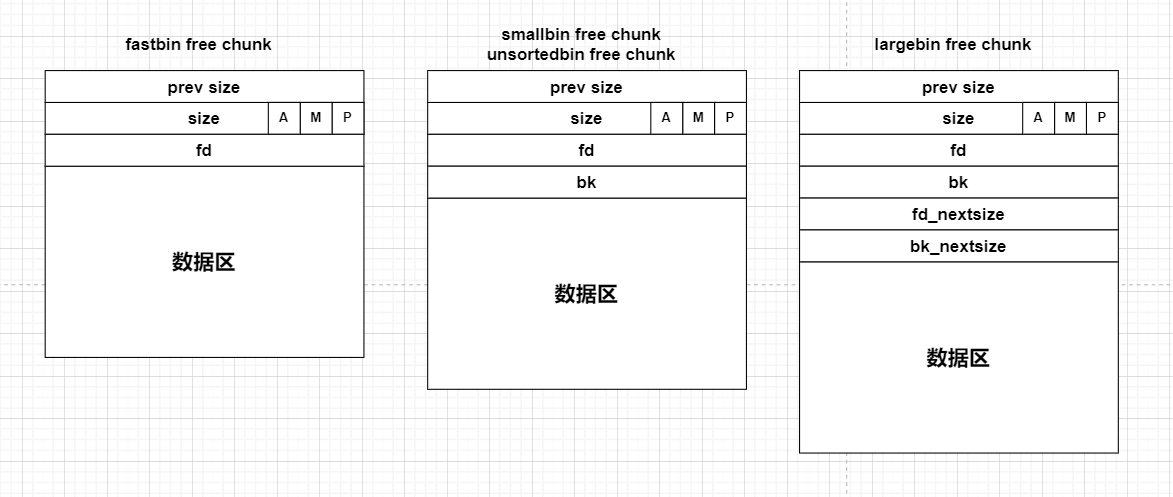 fastbin free chunk
prev size
size A M P
fd
数据区
smallbin free chunk
unsortedbin free chunk
prev size
size A M P
fd
bk
数据区
largebin free chunk
prev size
size A M P
fd
bk
fd_nextsize
bk_nextsize
数据区